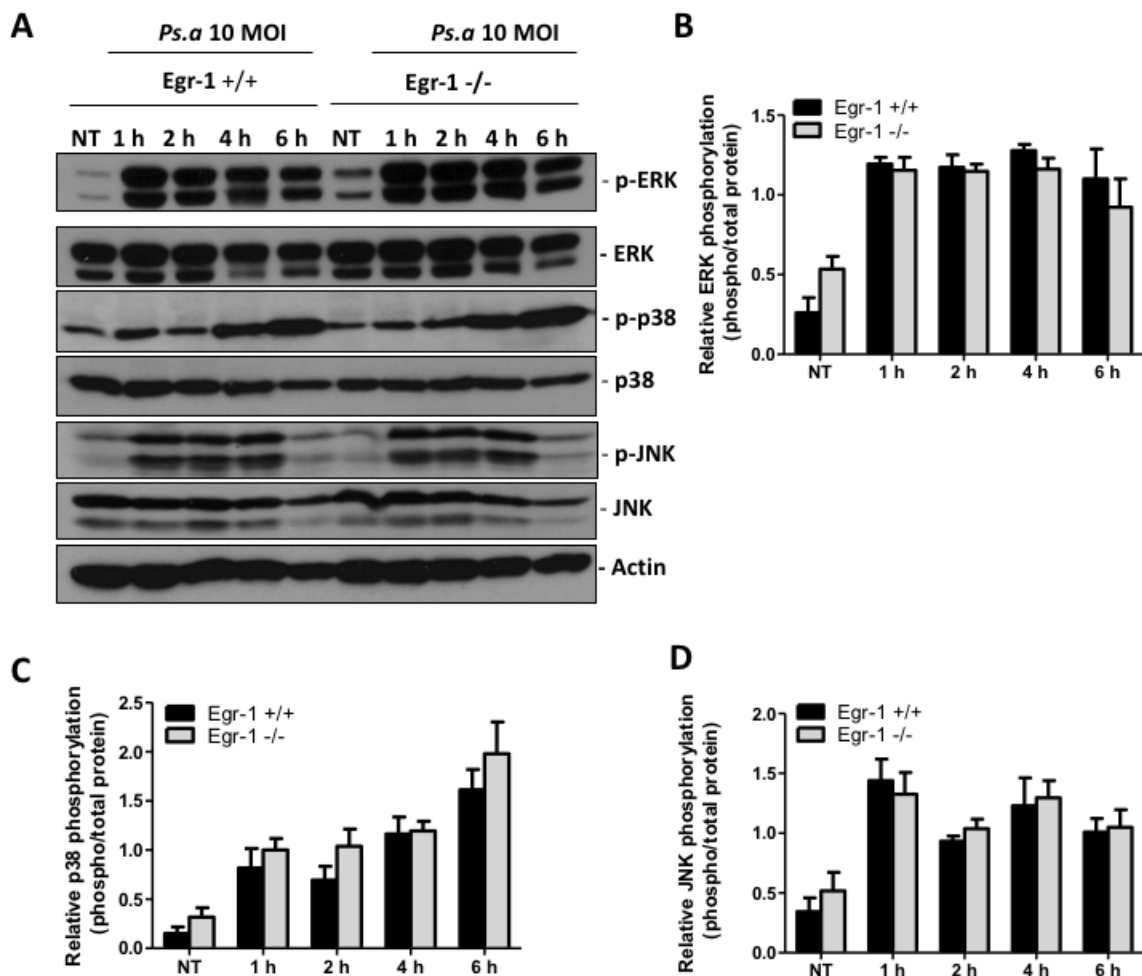 A
Ps.a 10 MOI Ps.a 10 MOI
Egr-1 +/+ Egr-1 -/-
NT 1 h 2 h 4 h 6 h NT 1 h 2 h 4 h 6 h
- p-ERK
- ERK
- p-p38
- p38
- p-JNK
- JNK
- Actin
B
Egr-1 +/+
Egr-1 -/-
Relative ERK phosphorylation
(phospho/total protein)
1.5
1.0
0.5
0.0
NT 1 h 2 h 4 h 6 h
C
Egr-1 +/+
Egr-1 -/-
Relative p38 phosphorylation
(phospho/total protein)
2.5
2.0
1.5
1.0
0.5
0.0
NT 1 h 2 h 4 h 6 h
D
Egr-1 +/+
Egr-1 -/-
Relative JNK phosphorylation
(phospho/total protein)
2.0
1.5
1.0
0.5
0.0
NT 1 h 2 h 4 h 6 h